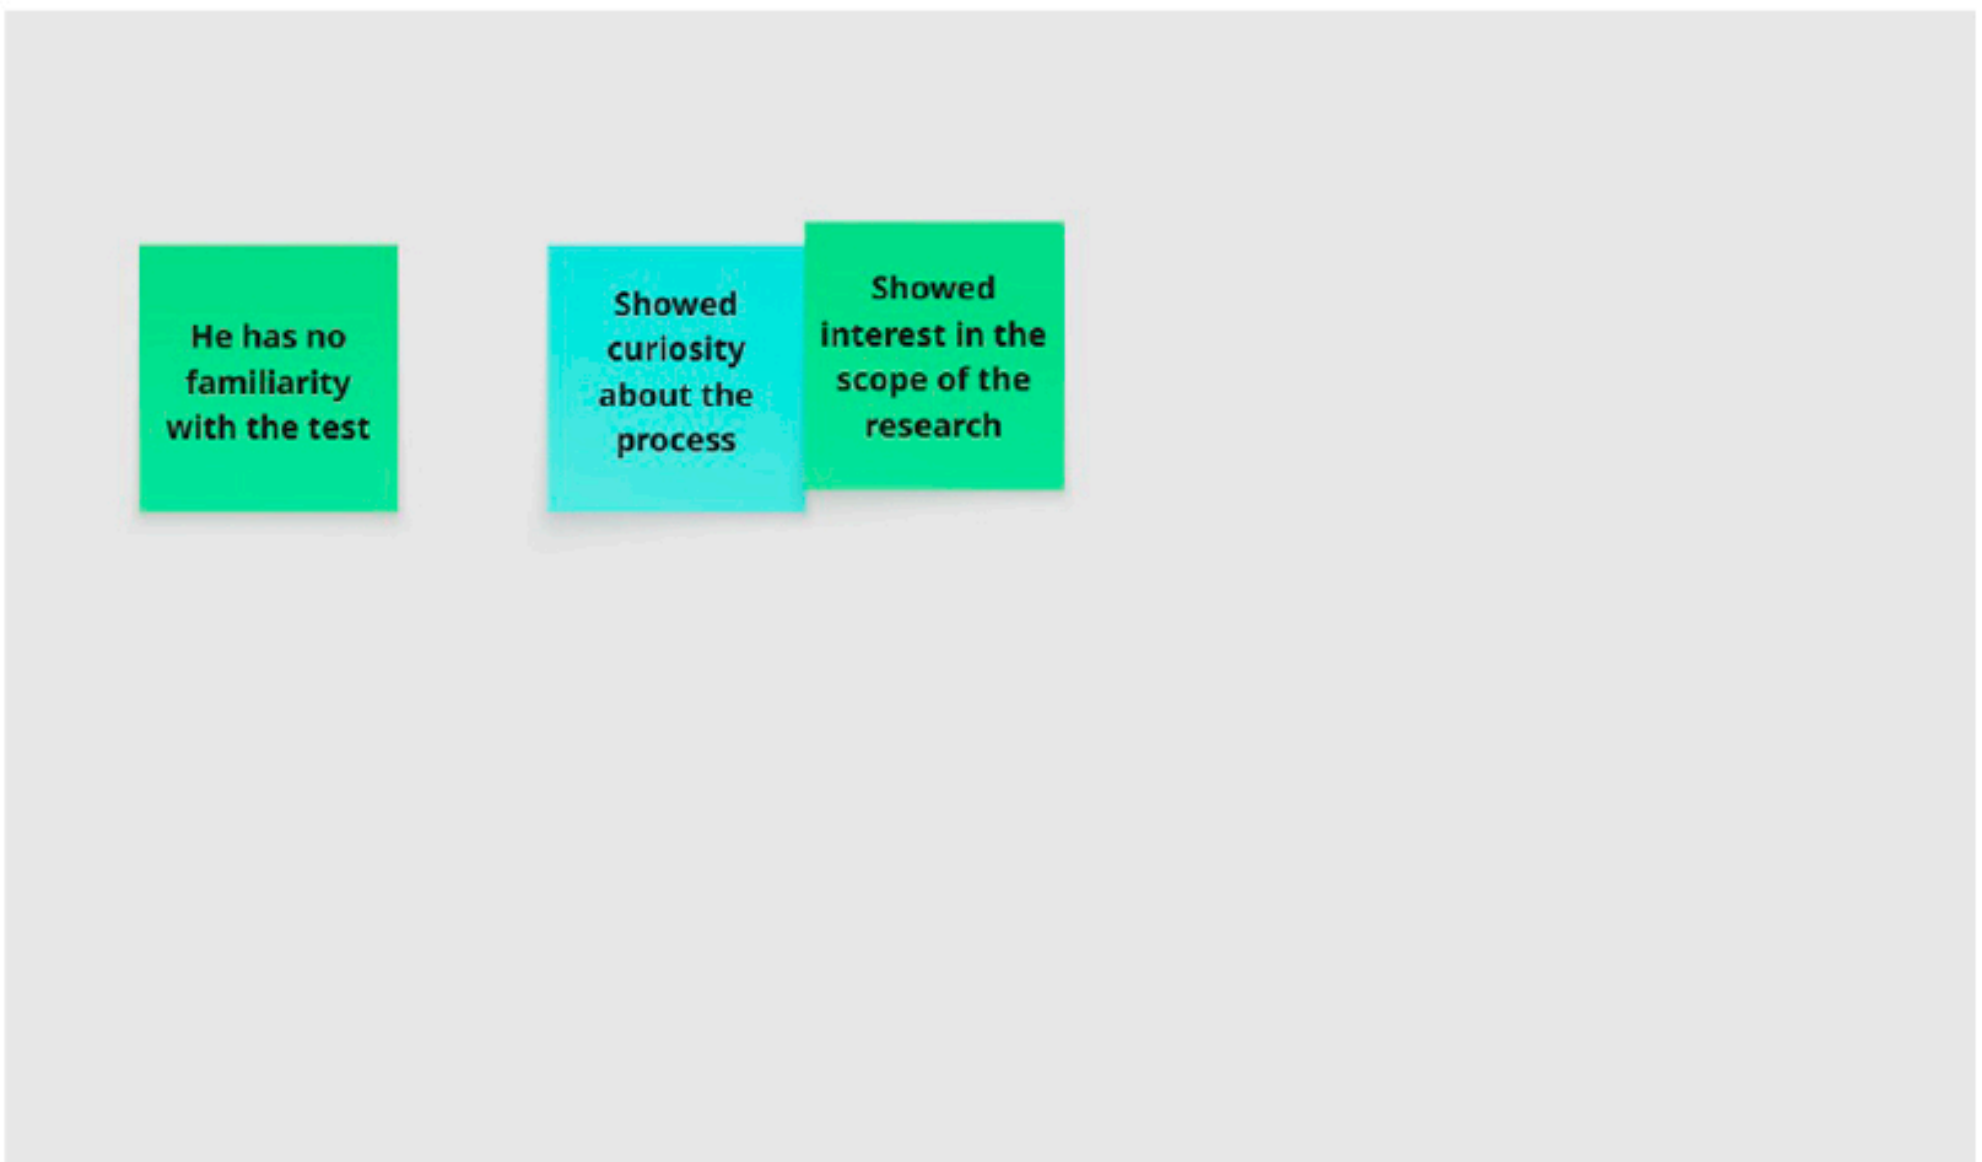 He has no
familiarity
with the test
Showed
curiosity
about the
process
Showed
interest in the
scope of the
research